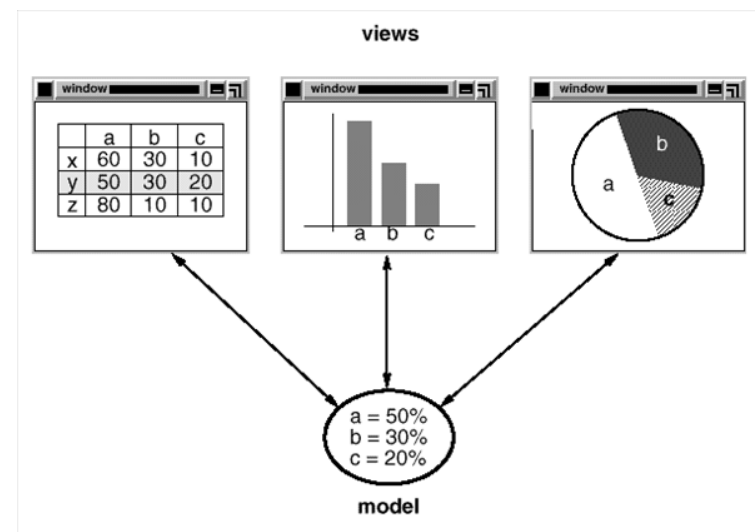 views
window
window
window
a b c
x 60 30 10
y 50 30 20
z 80 10 10
a b c
a
b
c
a = 50%
b = 30%
c = 20%
model